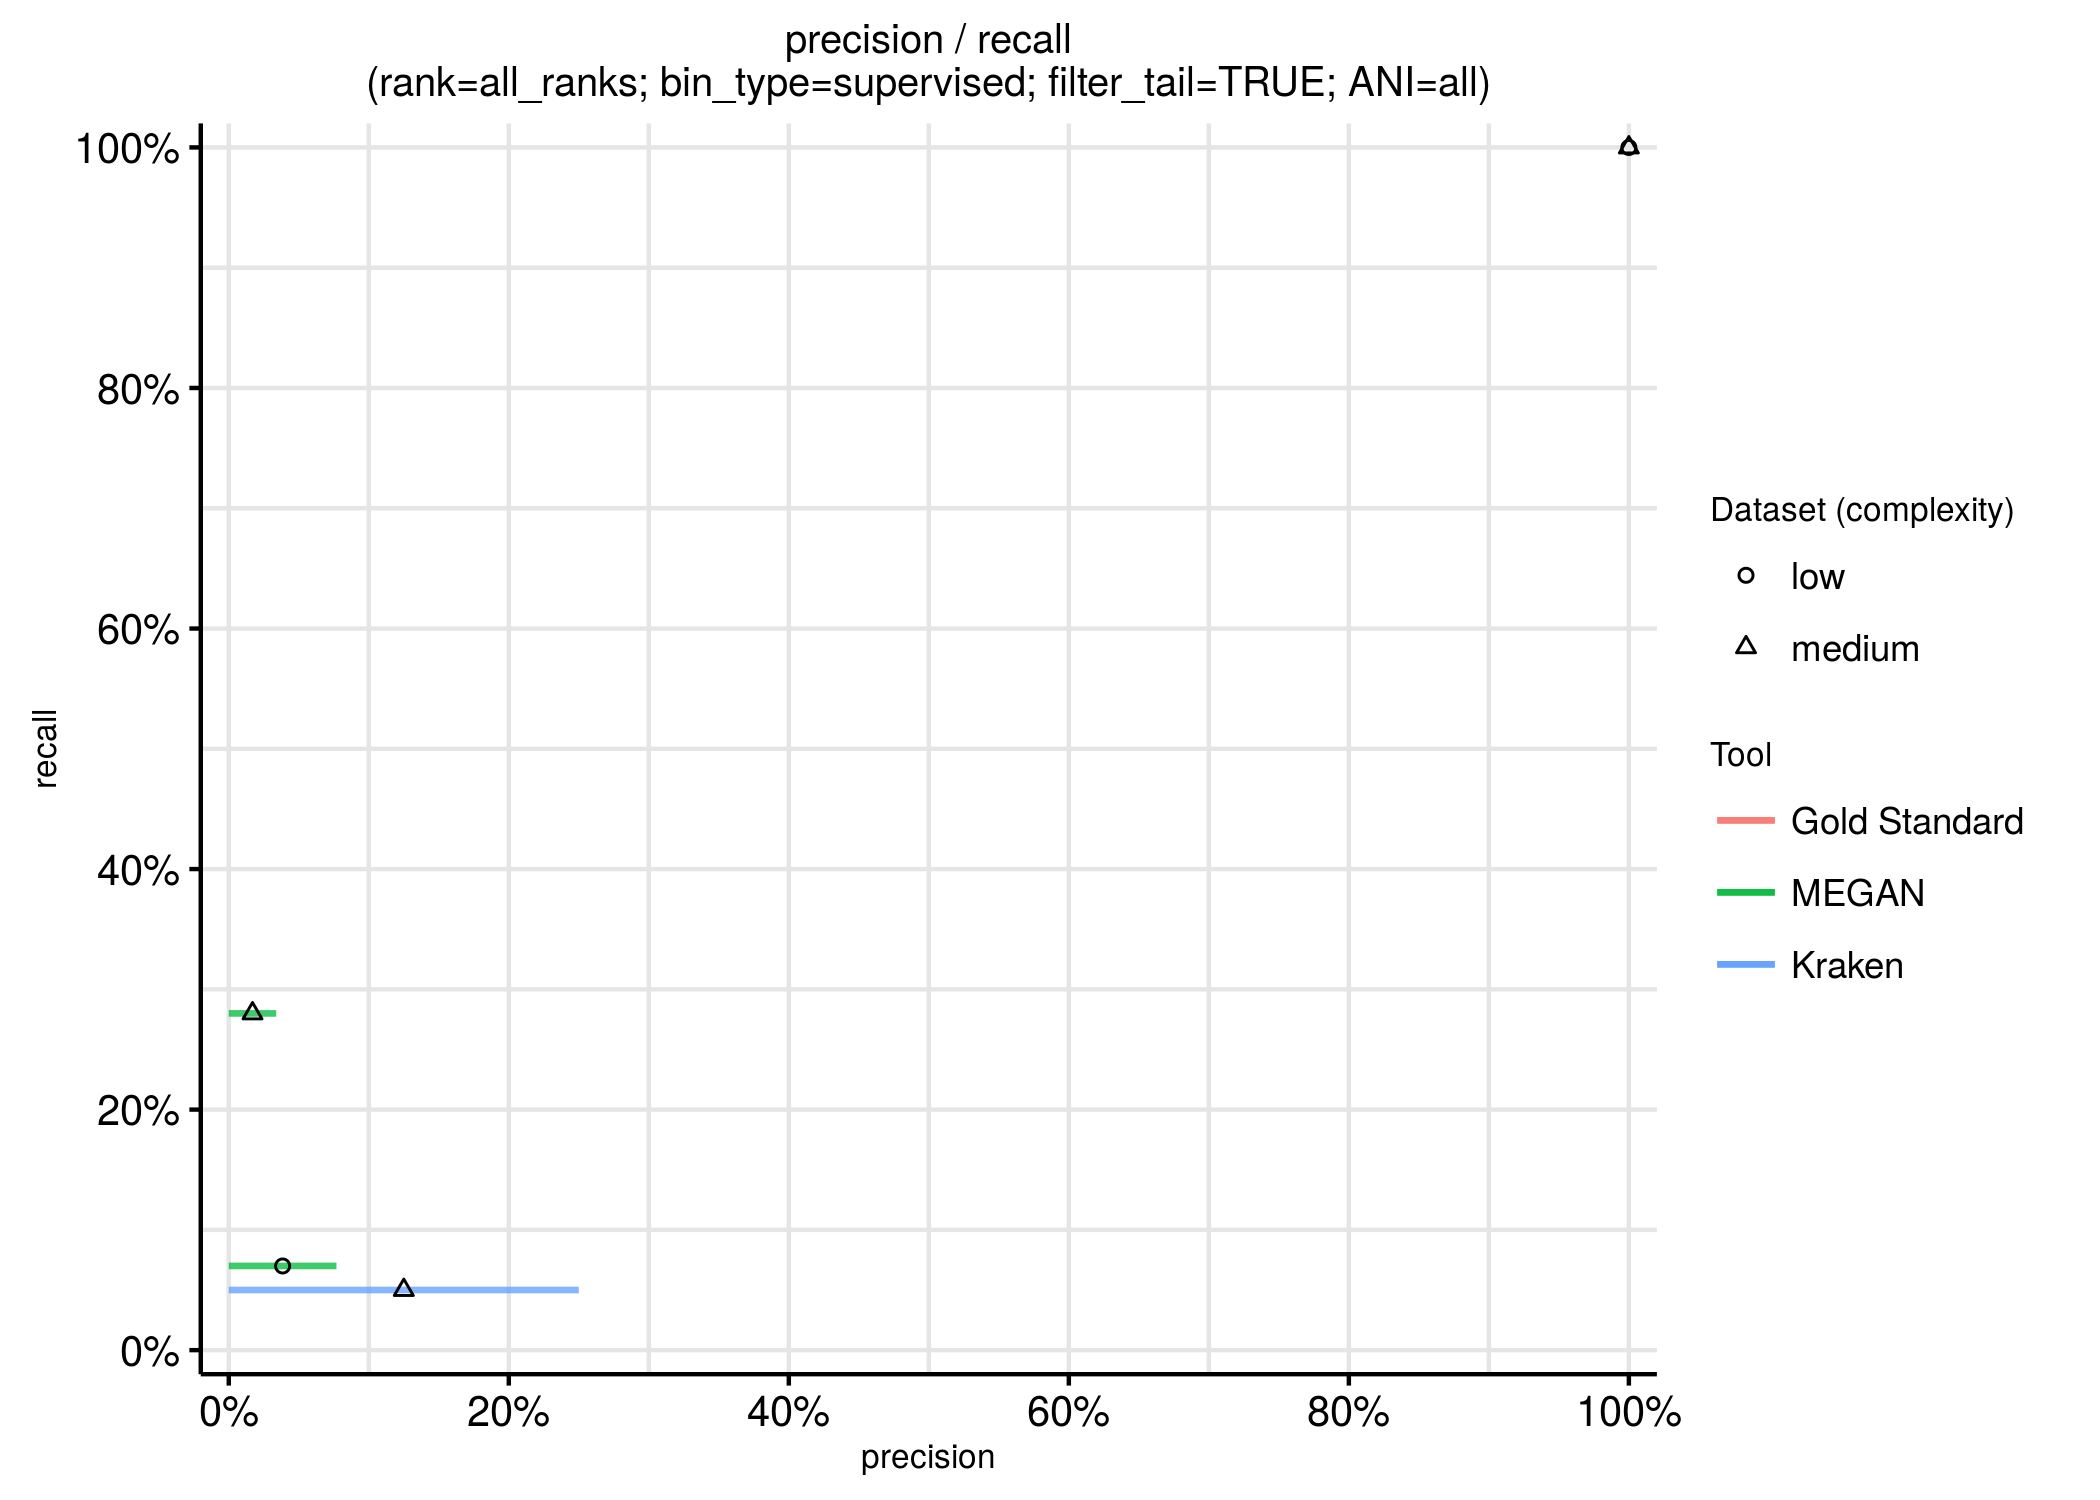 precision / recall
(rank=all_ranks; bin_type=supervised; filter_tail=TRUE; ANI=all)
100%
80%
60%
40%
20%
0%
recall
0%
20%
40%
60%
80%
100%
precision
Dataset (complexity)
low
medium
Tool
Gold Standard
MEGAN
Kraken